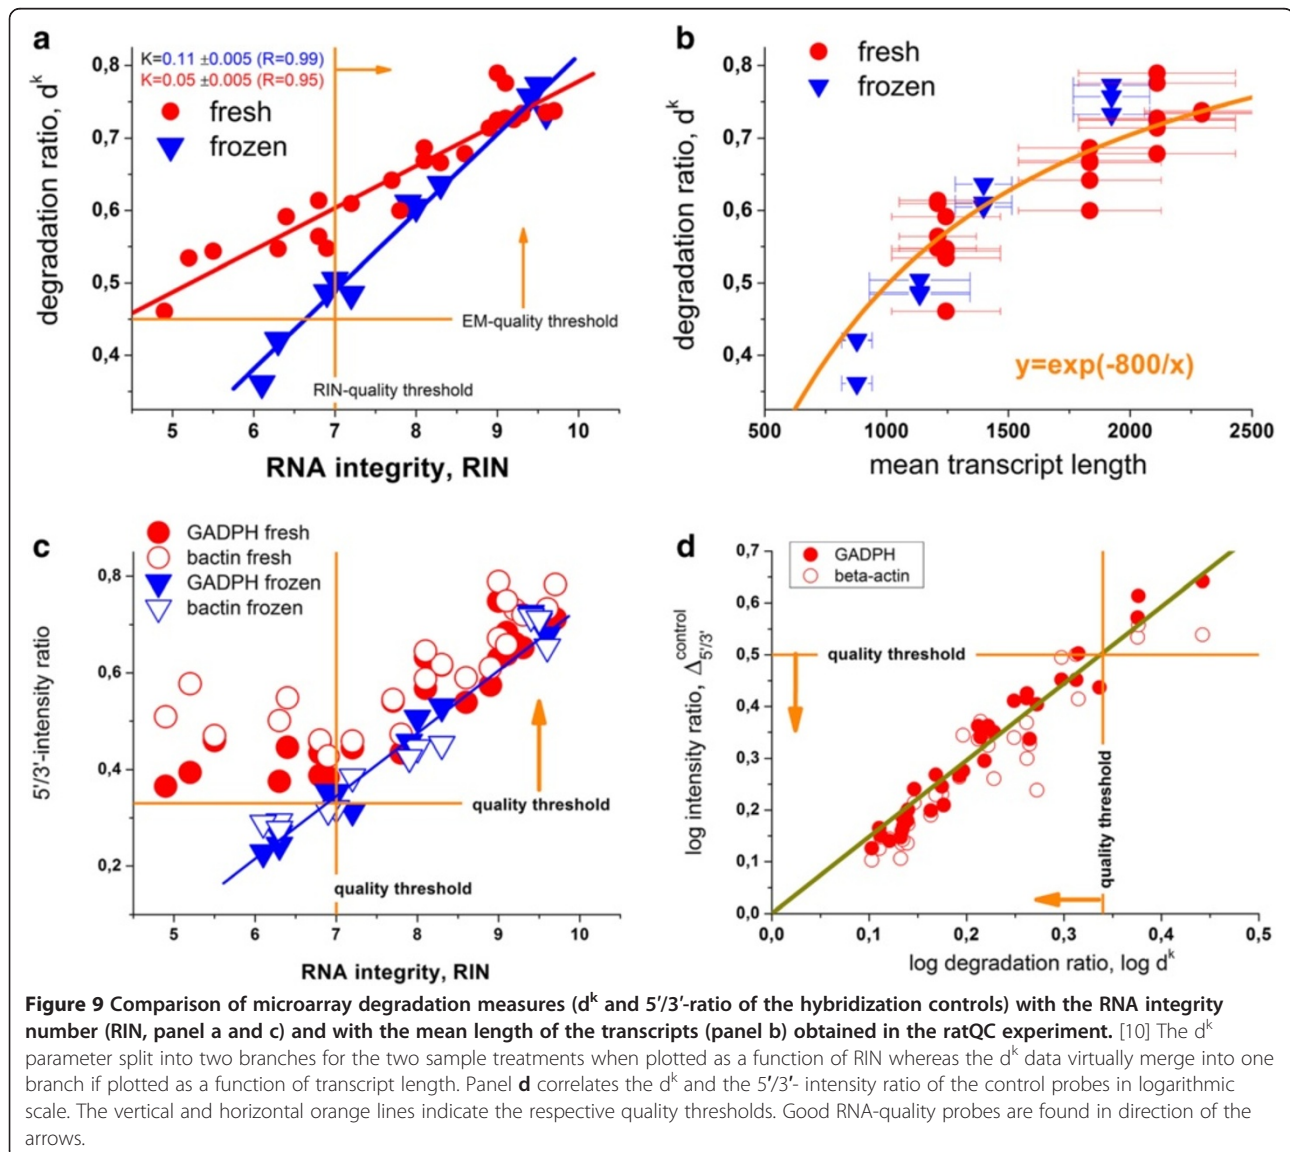 a
K=0.11 ±0.005 (R=0.99)
K=0.05 ±0.005 (R=0.95)
fresh
frozen
degradation ratio, d^k
0,8
0,7
0,6
0,5
0,4
EM-quality threshold
RIN-quality threshold
5 6 7 8 9 10
RNA integrity, RIN
b
fresh
frozen
degradation ratio, d^k
0,8
0,7
0,6
0,5
0,4
y=exp(-800/x)
500 1000 1500 2000 2500
mean transcript length
c
GADPH fresh
bactin fresh
GADPH frozen
bactin frozen
5'/3'-intensity ratio
0,8
0,6
0,4
0,2
quality threshold
quality threshold
5 6 7 8 9 10
RNA integrity, RIN
d
GADPH
beta-actin
log intensity ratio, Δ^control_5'/3'
0,7
0,6
0,5
0,4
0,3
0,2
0,1
0,0
quality threshold
quality threshold
0,0 0,1 0,2 0,3 0,4 0,5
log degradation ratio, log d^k
Figure 9 Comparison of microarray degradation measures (d^k and 5′/3′-ratio of the hybridization controls) with the RNA integrity
number (RIN, panel a and c) and with the mean length of the transcripts (panel b) obtained in the ratQC experiment. [10] The d^k
parameter split into two branches for the two sample treatments when plotted as a function of RIN whereas the d^k data virtually merge into one
branch if plotted as a function of transcript length. Panel d correlates the d^k and the 5′/3′- intensity ratio of the control probes in logarithmic
scale. The vertical and horizontal orange lines indicate the respective quality thresholds. Good RNA-quality probes are found in direction of the
arrows.